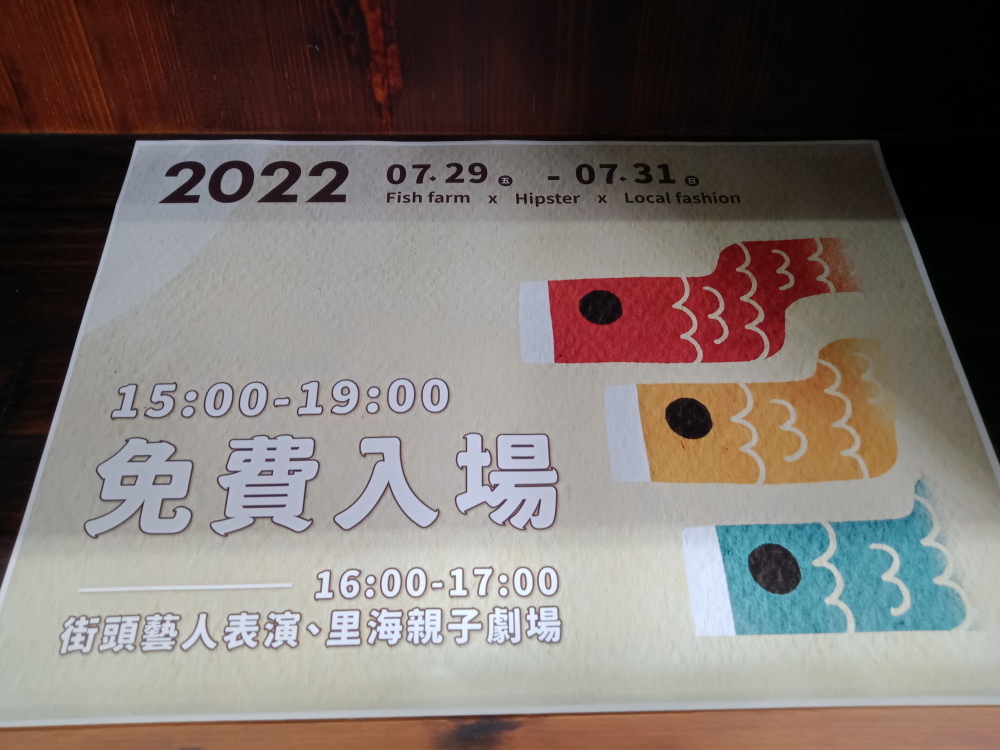 2022
07.29 五 - 07.31 日
Fish farm x Hipster x Local fashion
15:00-19:00
免費入場
16:00-17:00
街頭藝人表演、里海親子劇場